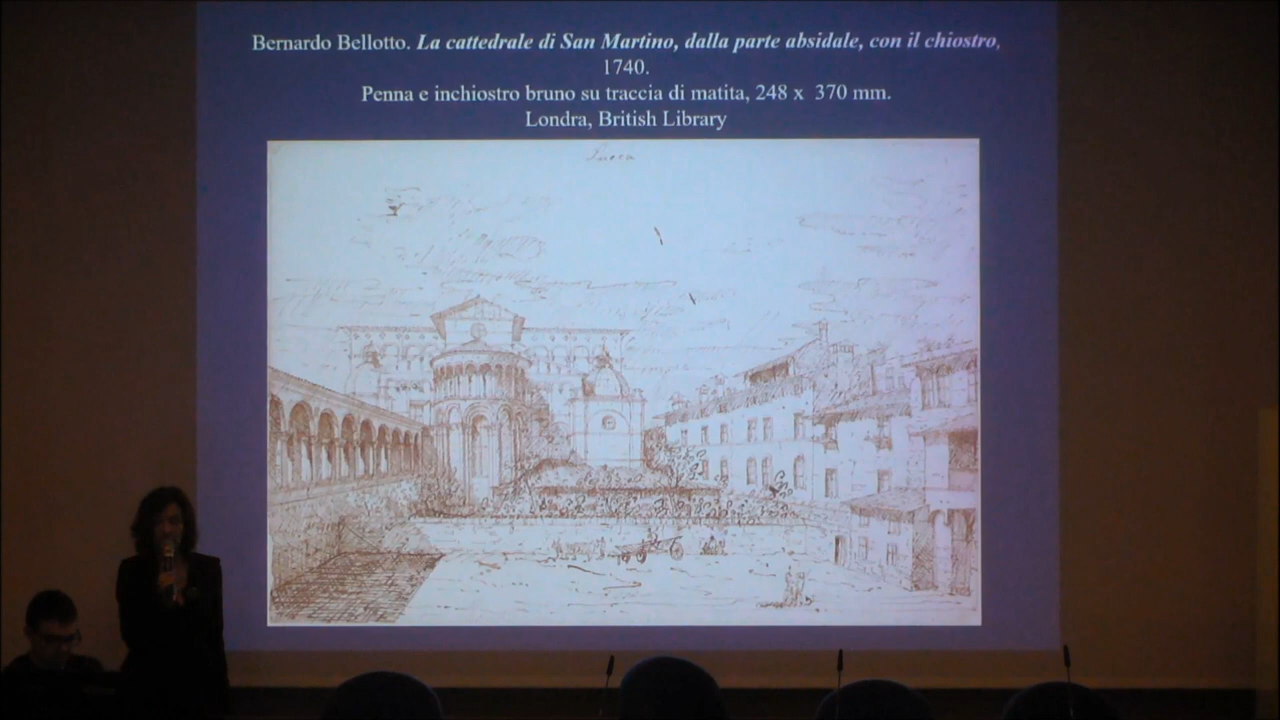 Bernardo Bellotto. La cattedrale di San Martino, dalla parte absidale, con il chiostro,
1740.
Penna e inchiostro bruno su traccia di matita, 248 x 370 mm.
Londra, British Library
Lucca